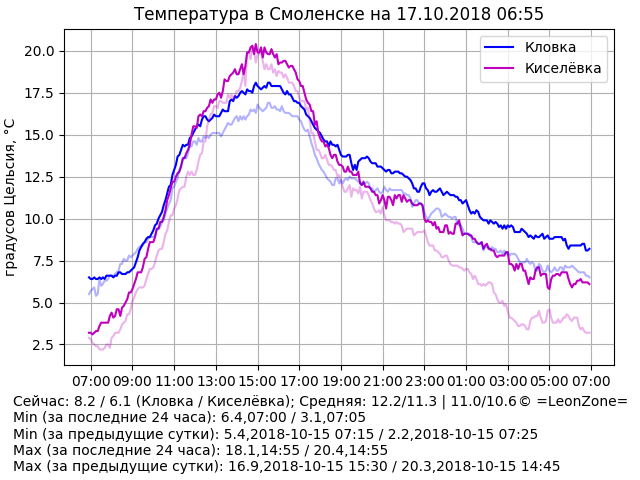 Температура в Смоленске на 17.10.2018 06:55
Кловка
Киселёвка
градусов Цельсия, °C
20.0
17.5
15.0
12.5
10.0
7.5
5.0
2.5
07:00 09:00 11:00 13:00 15:00 17:00 19:00 21:00 23:00 01:00 03:00 05:00 07:00
Сейчас: 8.2 / 6.1 (Кловка / Киселёвка); Средняя: 12.2/11.3 | 11.0/10.6© =LeonZone=
Min (за последние 24 часа): 6.4,07:00 / 3.1,07:05
Min (за предыдущие сутки): 5.4,2018-10-15 07:15 / 2.2,2018-10-15 07:25
Max (за последние 24 часа): 18.1,14:55 / 20.4,14:55
Max (за предыдущие сутки): 16.9,2018-10-15 15:30 / 20.3,2018-10-15 14:45